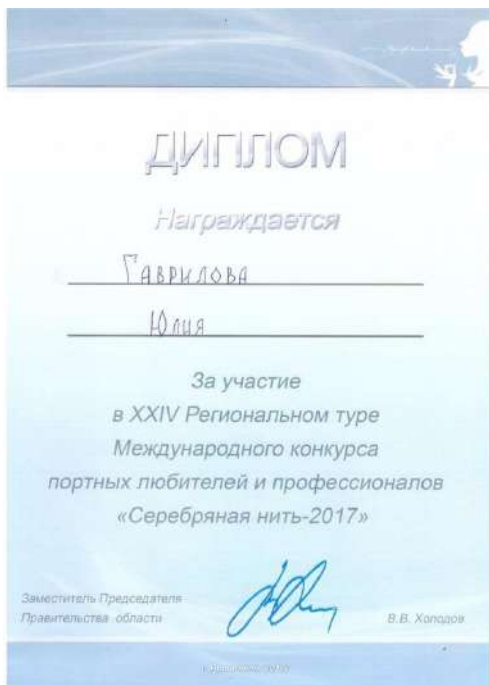 ДИПЛОМ
Награждается
ГАВРИЛОВА
ЮЛИЯ
За участие
в XXIV Региональном туре
Международного конкурса
портных любителей и профессионалов
«Серебряная нить-2017»
Заместитель Председателя
Правительства области
В.В. Холодов